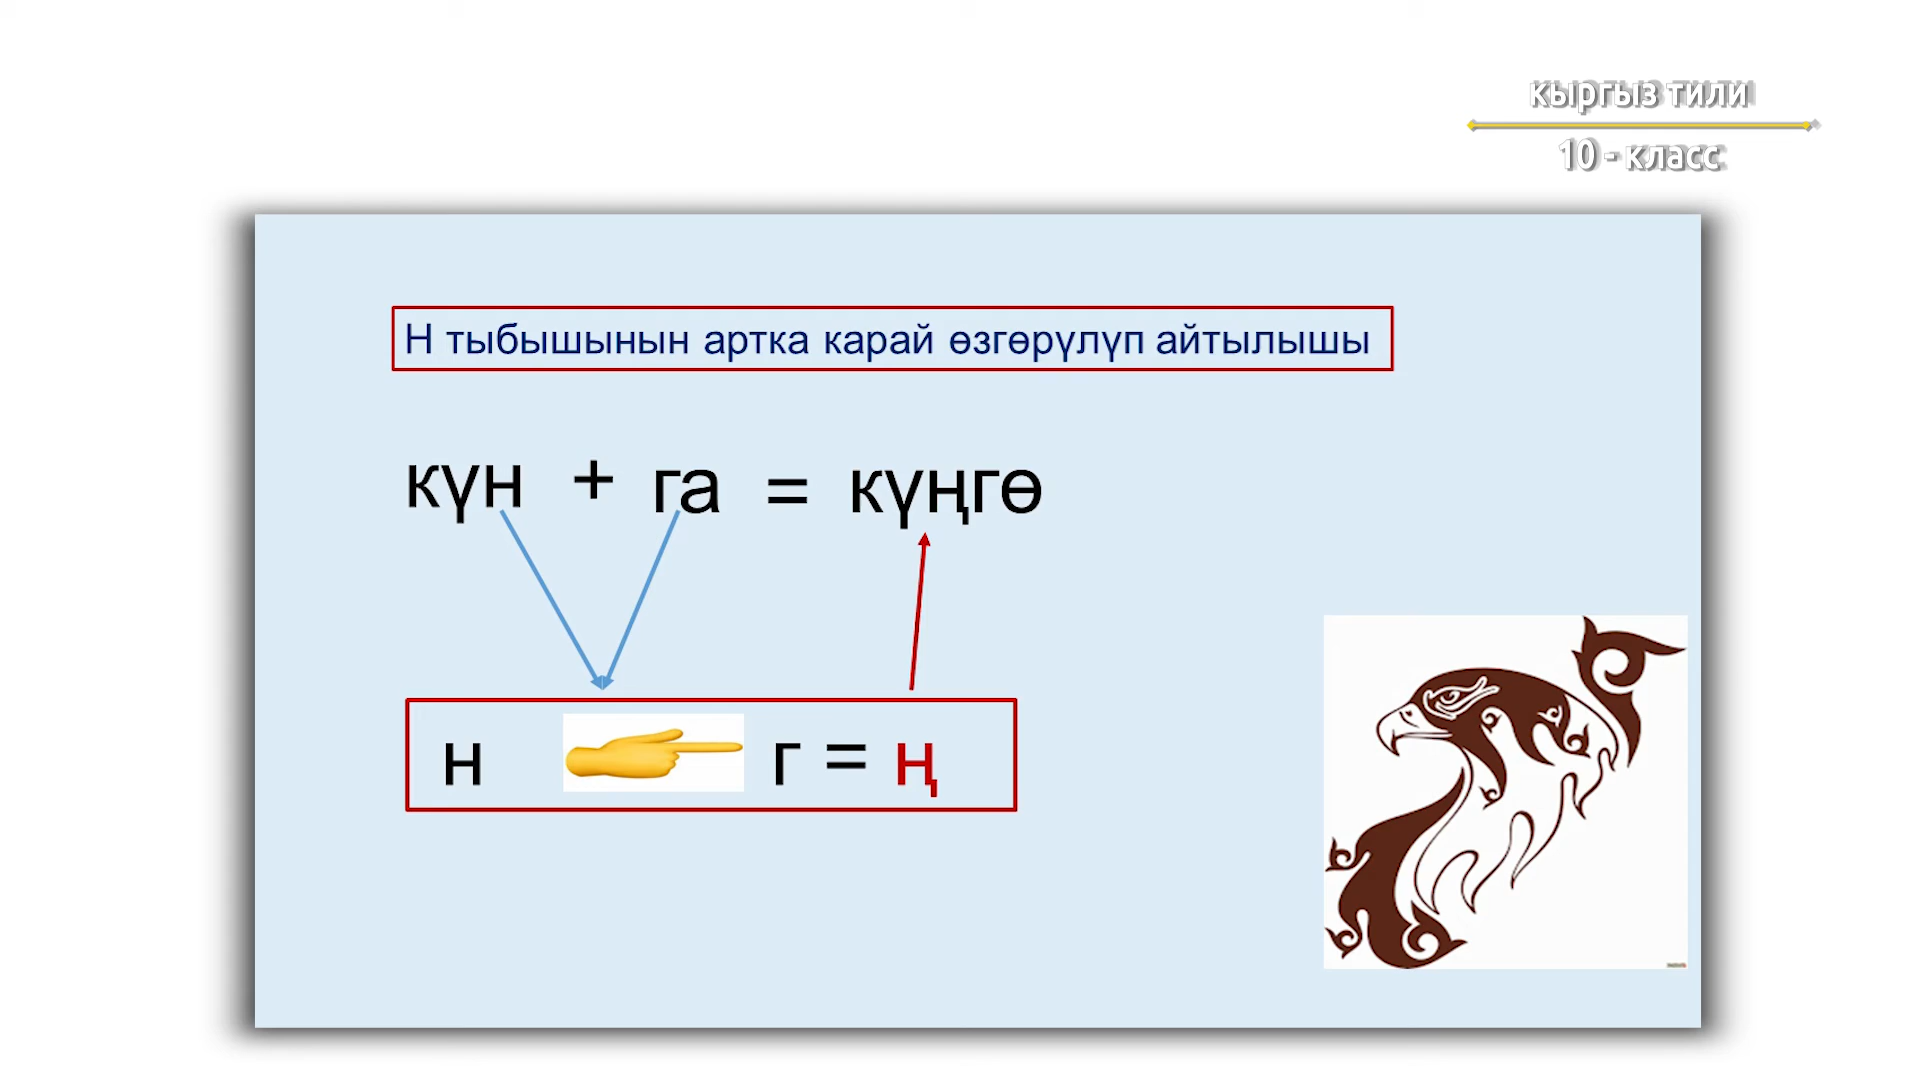 кыргыз тили
10 - класс
Н тыбышынын артка карай өзгөрүлүп айтылышы
күн + га = күңгө
н г = ң